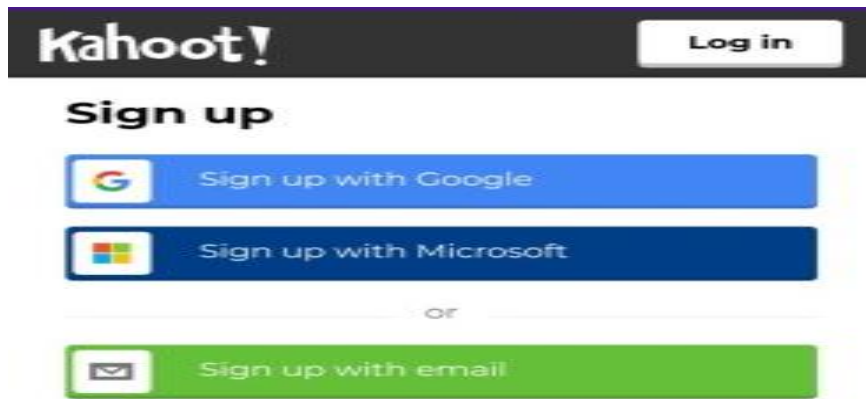 Kahoot!
Log in
Sign up
Sign up with Google
Sign up with Microsoft
or
Sign up with email